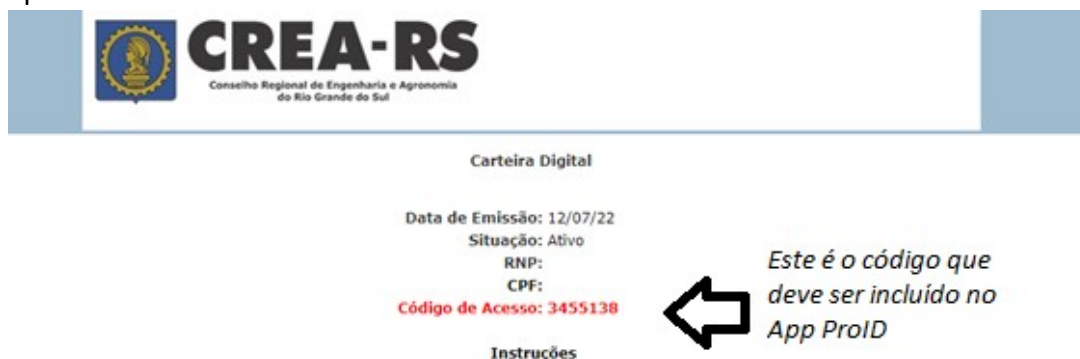 CREA-RS
Conselho Regional de Engenharia e Agronomia
do Rio Grande do Sul
Carteira Digital
Data de Emissão: 12/07/22
Situação: Ativo
RNP:
CPF:
Código de Acesso: 3455138
Este é o código que
deve ser incluído no
App ProID
Instruções